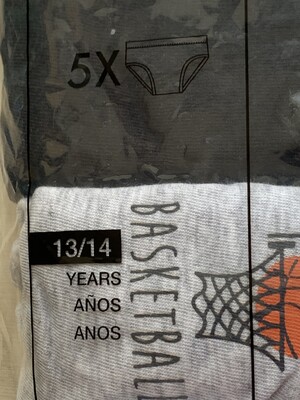 5X
13/14
YEARS
AÑOS
ANOS
BASKETBALL